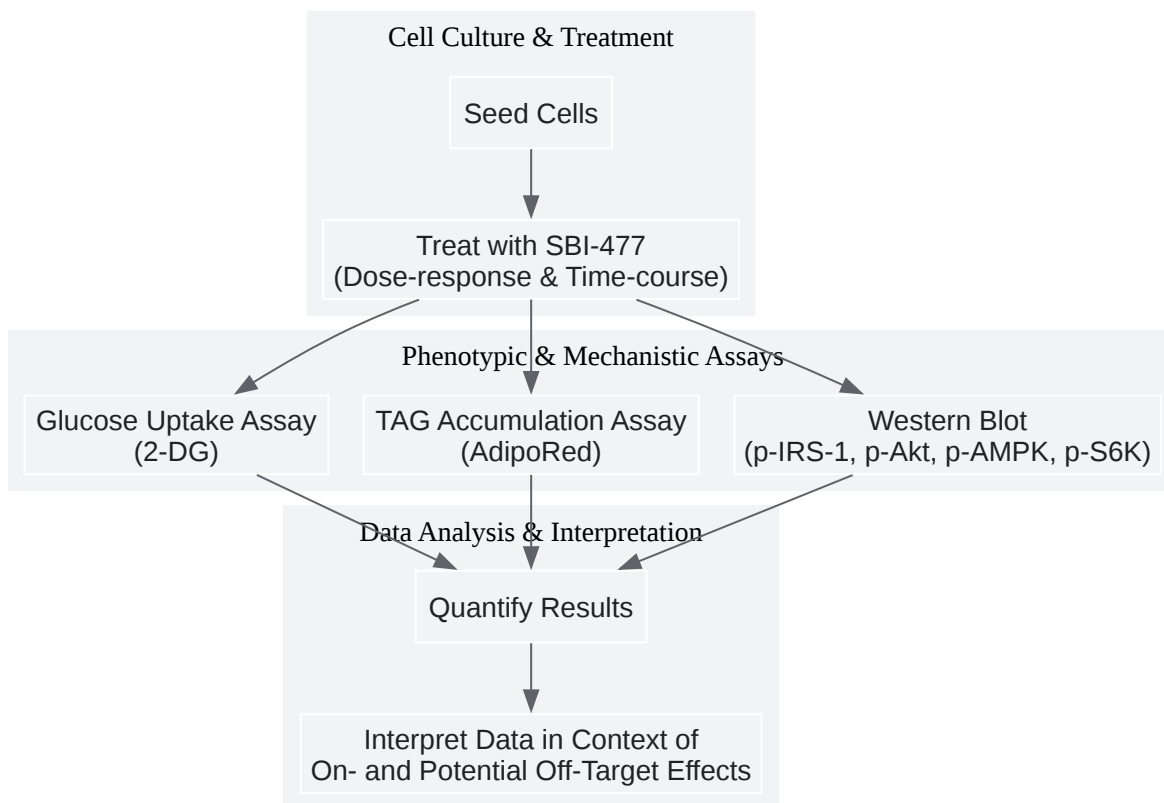 Cell Culture & Treatment
Seed Cells
Treat with SBI-477
(Dose-response & Time-course)
Phenotypic & Mechanistic Assays
Glucose Uptake Assay
(2-DG)
TAG Accumulation Assay
(AdipoRed)
Western Blot
(p-IRS-1, p-Akt, p-AMPK, p-S6K)
Data Analysis & Interpretation
Quantify Results
Interpret Data in Context of
On- and Potential Off-Target Effects